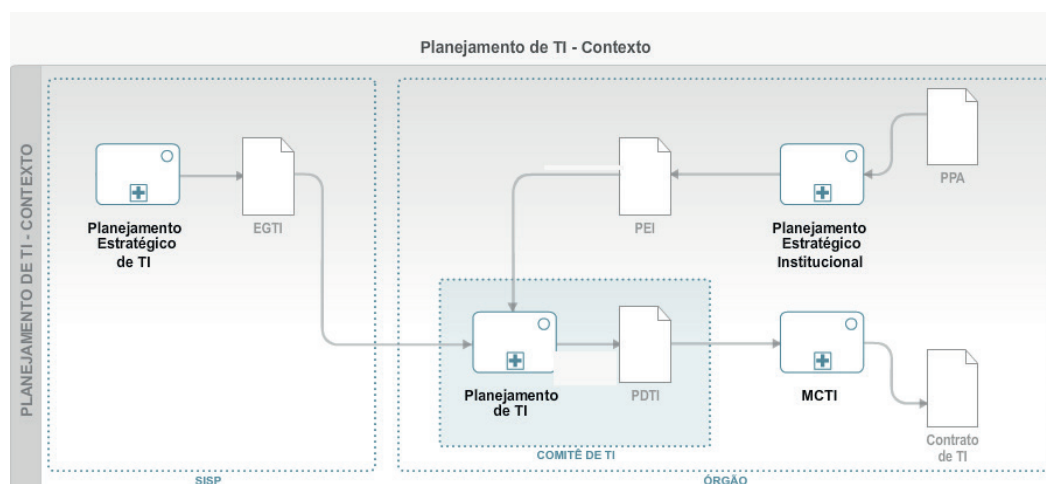 Planejamento de TI - Contexto
PLANEJAMENTO DE TI - CONTEXTO
Planejamento
Estratégico
de TI
EGTI
PEI
Planejamento
Estratégico
Institucional
PPA
Planejamento
de TI
PDTI
MCTI
Contrato
de TI
COMITÊ DE TI
SISP
ÓRGÃO